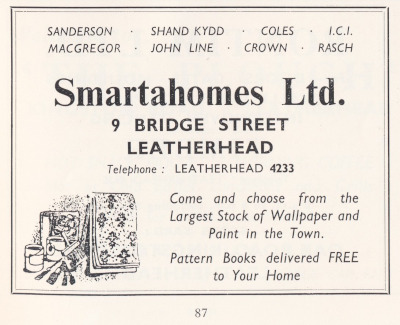 SANDERSON · SHAND KYDD · COLES · I.C.I.
MACGREGOR · JOHN LINE · CROWN · RASCH
Smartahomes Ltd.
9 BRIDGE STREET
LEATHERHEAD
Telephone : LEATHERHEAD 4233
Come and choose from the
Largest Stock of Wallpaper and
Paint in the Town.
Pattern Books delivered FREE
to Your Home
87